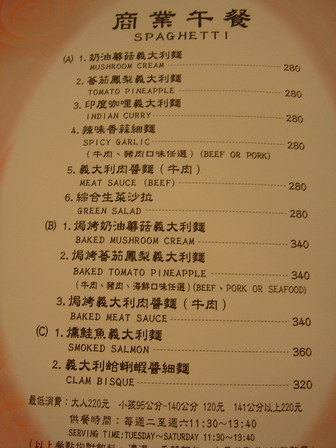 商業午餐
SPAGHETTI
(A) 1. 奶油蘑菇義大利麵
MUSHROOM CREAM 280
2. 蕃茄鳳梨義大利麵
TOMATO PINEAPPLE 280
3. 印度咖哩義大利麵
INDIAN CURRY 280
4. 辣味香蒜細麵
SPICY GARLIC 280
(牛肉、豬肉口味任選) (BEEF OR PORK)
5. 義大利肉醬麵 (牛肉)
MEAT SAUCE (BEEF) 280
6. 綜合生菜沙拉
GREEN SALAD 280
(B) 1. 焗烤奶油蘑菇義大利麵
BAKED MUSHROOM CREAM 340
2. 焗烤蕃茄鳳梨義大利麵
BAKED TOMATO PINEAPPLE 340
(牛肉、豬肉、海鮮口味任選) (BEEF、PORK OR SEAFOOD)
3. 焗烤義大利肉醬麵 (牛肉)
BAKED MEAT SAUCE 340
(C) 1. 燻鮭魚義大利麵
SMOKED SALMON 360
2. 義大利蛤蜊蝦醬細麵
CLAM BISQUE 320
最低消費：大人220元 小孩95公分~140公分 120元 141公分以上220元
供餐時間：每週二至週六11:30~13:40
SERVING TIME:TUESDAY~SATURDAY 11:30~13:40